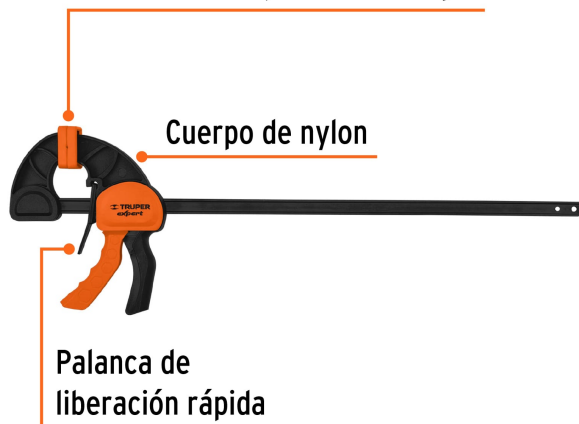 Cuerpo de nylon
TRUPER
expert
Palanca de
liberación rápida